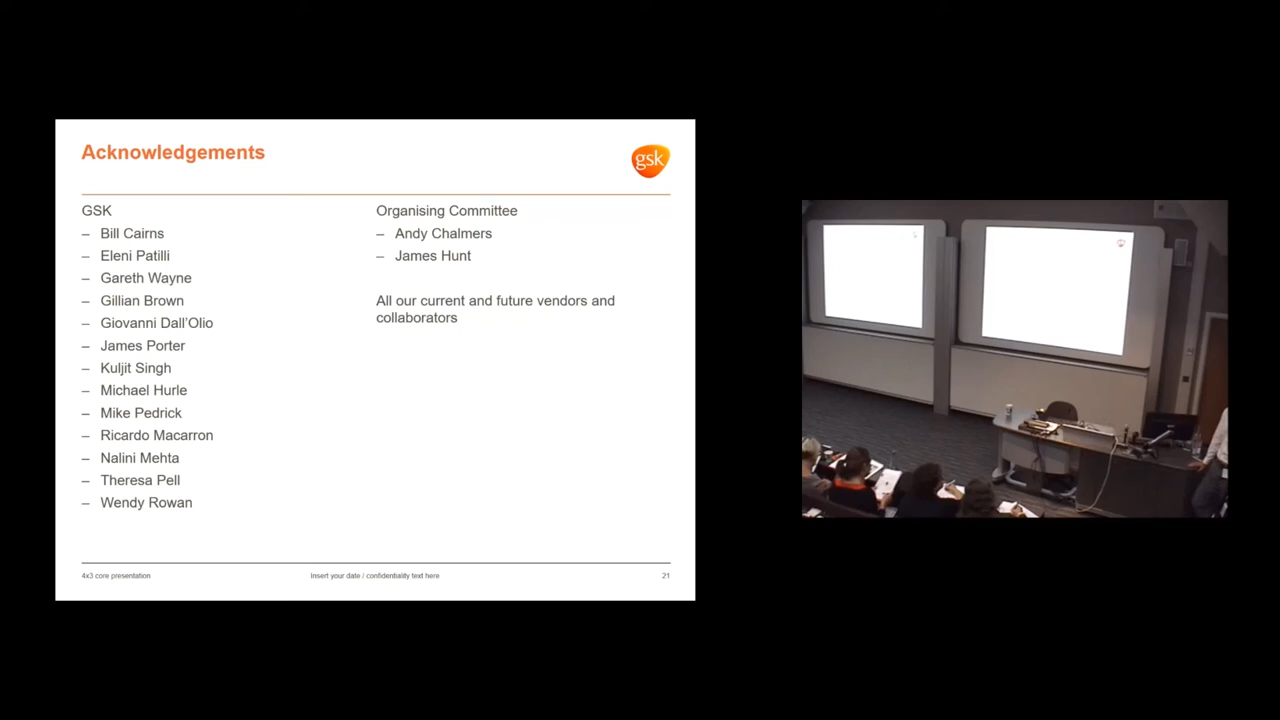 Acknowledgements
gsk
GSK
– Bill Cairns
– Eleni Patilli
– Gareth Wayne
– Gillian Brown
– Giovanni Dall'Olio
– James Porter
– Kuljit Singh
– Michael Hurle
– Mike Pedrick
– Ricardo Macarron
– Nalini Mehta
– Theresa Pell
– Wendy Rowan
Organising Committee
– Andy Chalmers
– James Hunt
All our current and future vendors and
collaborators
4x3 core presentation
Insert your date / confidentiality text here
21